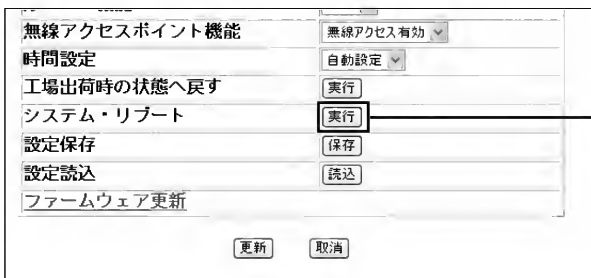 無線アクセスポイント機能 無線アクセス有効
時間設定 自動設定
工場出荷時の状態へ戻す 実行
システム・リブート 実行
設定保存 保存
設定読込 読込
ファームウェア更新
更新 取消